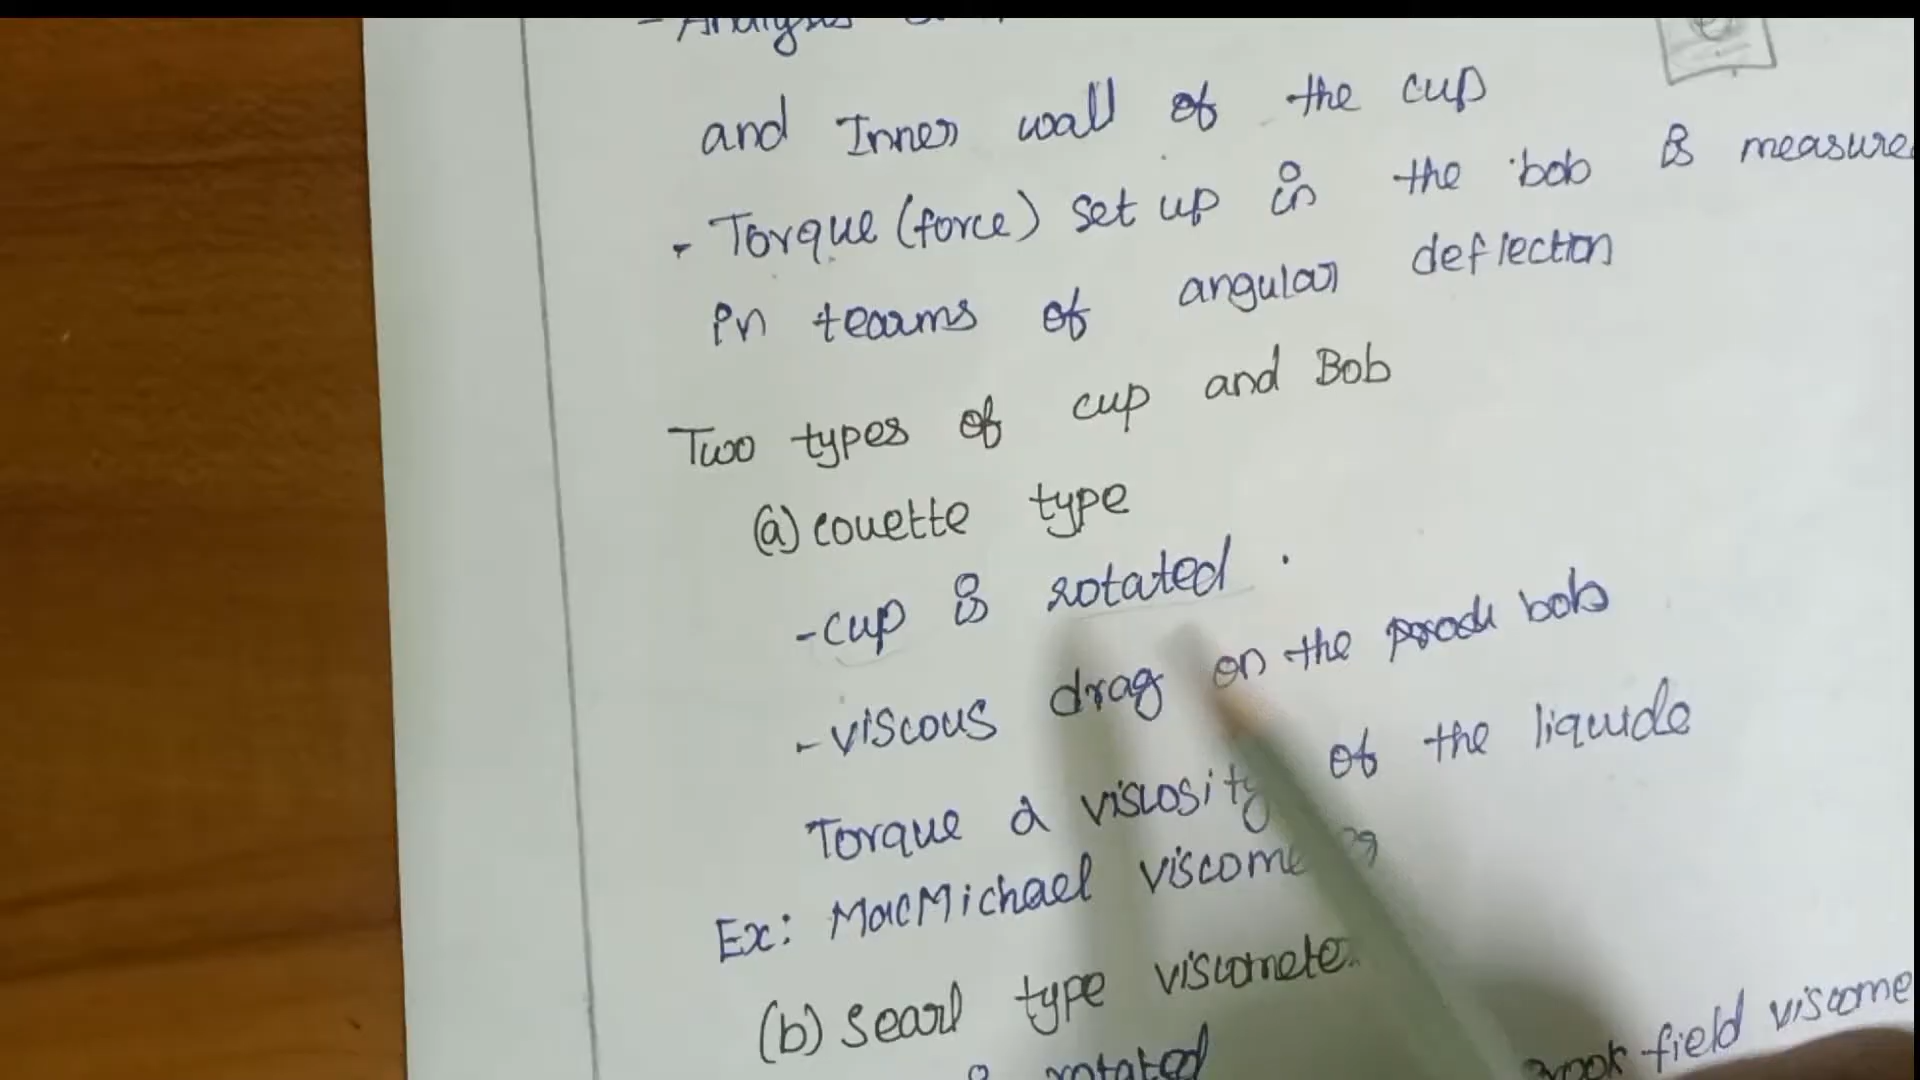 - Analysis
and Inner wall of the cup
- Torque (force) set up in the bob is measure
in teams of angular deflection
Two types of cup and Bob
(a) couette type
- cup is rotated .
- viscous drag on the bob
Torque α viscosity of the liquide
Ex: MacMichael viscome
(b) Searl type viscomete
rotated
field viscome